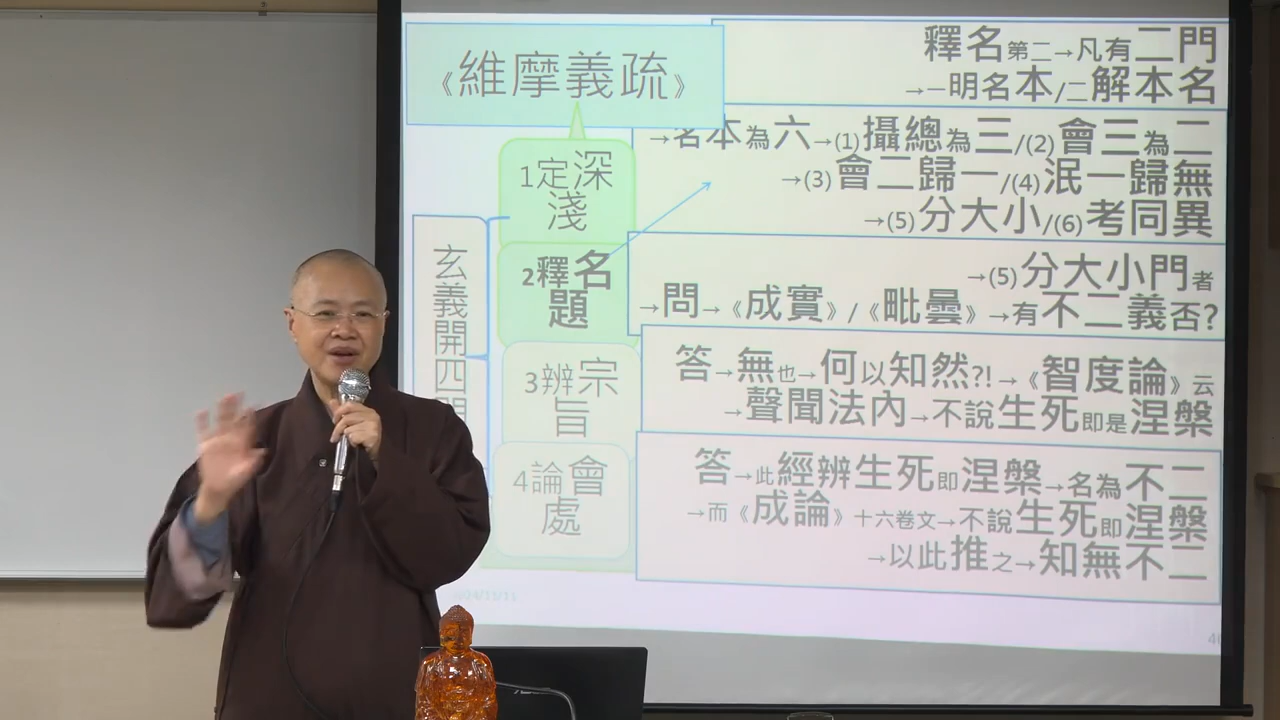 《維摩義疏》
玄義開四
1定深
淺
2釋名
題
3辨宗
旨
4論會
處
釋名第二→凡有二門
→一明名本/二解本名
→名本為六→(1)攝總為三/(2)會三為二
→(3)會二歸一/(4)泯一歸無
→(5)分大小/(6)考同異
→(5)分大小門者
→問→《成實》/《毗曇》→有不二義否?
答→無也→何以知然?!→《智度論》云
→聲聞法內→不說生死即是涅槃
答→此經辨生死即涅槃→名為不二
→而《成論》十六卷文→不說生死即涅槃
→以此推之→知無不二